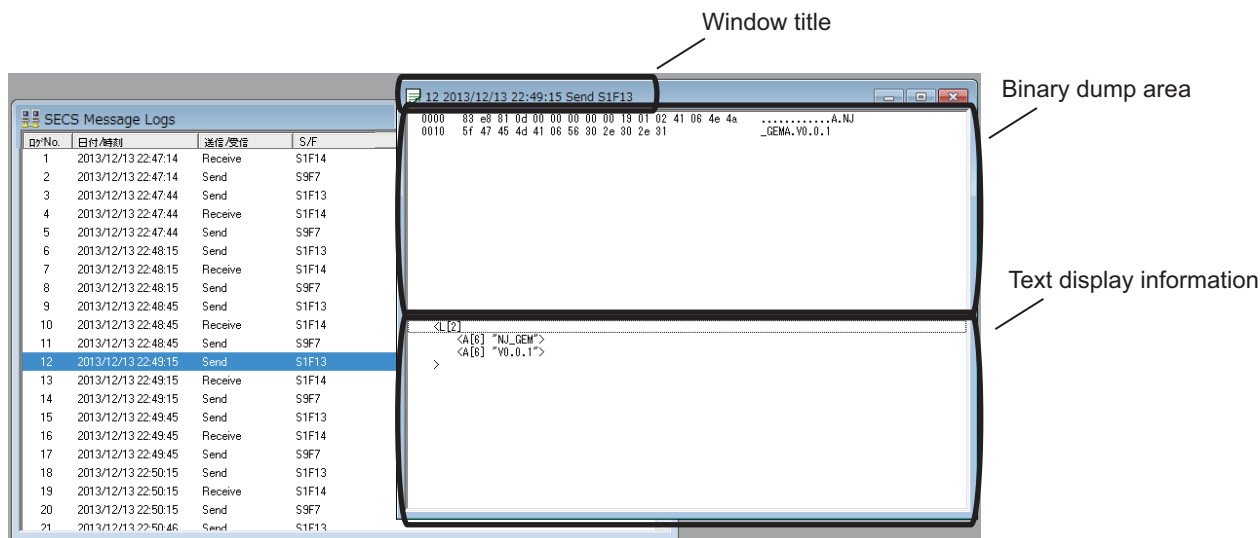 Window title
12 2013/12/13 22:49:15 Send S1F13
Binary dump area
0000 83 e8 81 0d 00 00 00 00 00 19 01 02 41 06 4e 4a ............A.NJ
0010 5f 47 45 4d 41 06 56 30 2e 30 2e 31 _GEMA.V0.0.1
SECS Message Logs
ログNo. 日付/時刻 送信/受信 S/F
1 2013/12/13 22:47:14 Receive S1F14
2 2013/12/13 22:47:14 Send S9F7
3 2013/12/13 22:47:44 Send S1F13
4 2013/12/13 22:47:44 Receive S1F14
5 2013/12/13 22:47:44 Send S9F7
6 2013/12/13 22:48:15 Send S1F13
7 2013/12/13 22:48:15 Receive S1F14
8 2013/12/13 22:48:15 Send S9F7
9 2013/12/13 22:48:45 Send S1F13
10 2013/12/13 22:48:45 Receive S1F14
11 2013/12/13 22:48:45 Send S9F7
12 2013/12/13 22:49:15 Send S1F13
13 2013/12/13 22:49:15 Receive S1F14
14 2013/12/13 22:49:15 Send S9F7
15 2013/12/13 22:49:45 Send S1F13
16 2013/12/13 22:49:45 Receive S1F14
17 2013/12/13 22:49:45 Send S9F7
18 2013/12/13 22:50:15 Send S1F13
19 2013/12/13 22:50:15 Receive S1F14
20 2013/12/13 22:50:15 Send S9F7
21 2013/12/13 22:50:46 Send S1F13
Text display information
<L[2]
<A[6] "NJ_GEM">
<A[6] "V0.0.1">
>